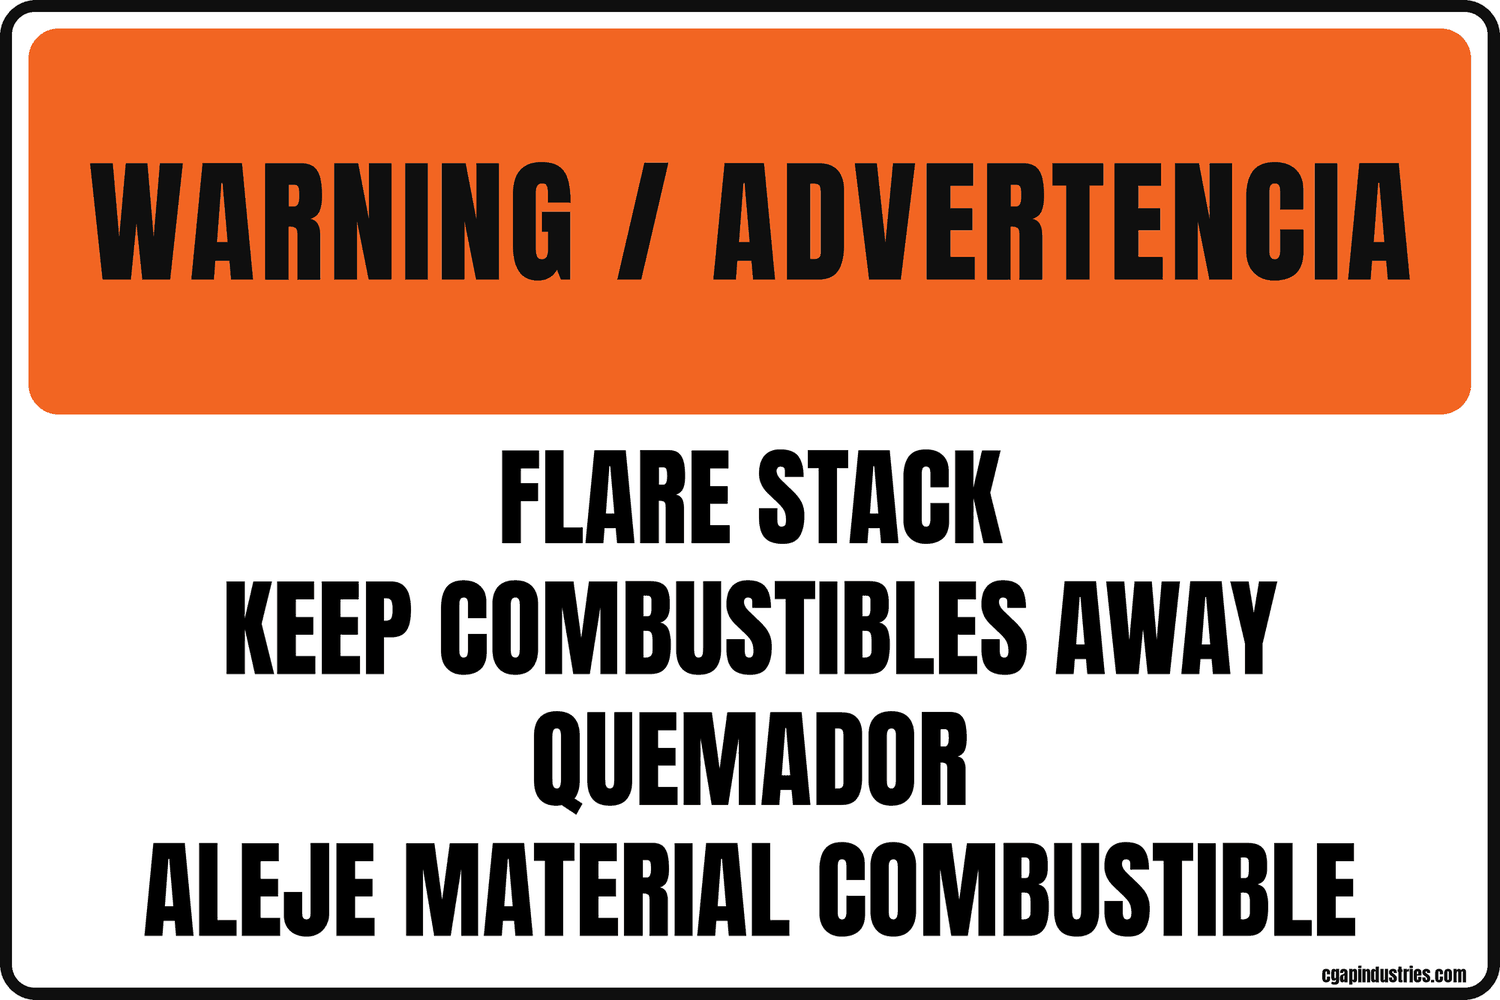 WARNING / ADVERTENCIA
FLARE STACK
KEEP COMBUSTIBLES AWAY
QUEMADOR
ALEJE MATERIAL COMBUSTIBLE
cgapindustries.com